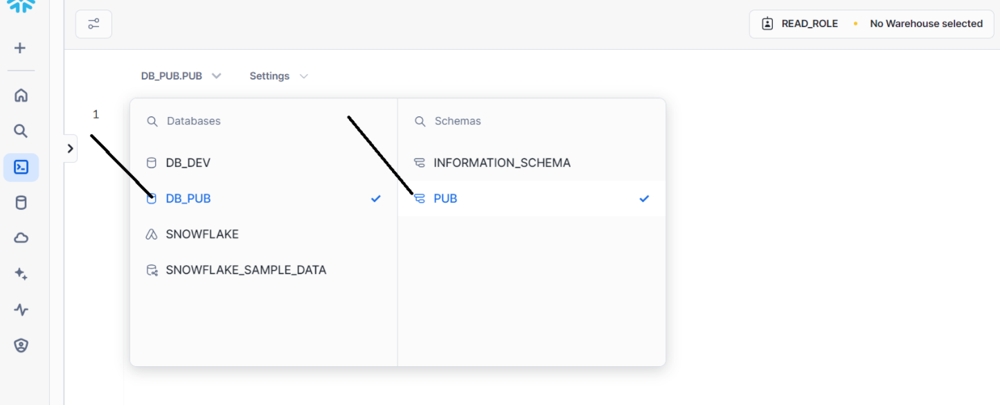 READ_ROLE No Warehouse selected
DB_PUB.PUB Settings
1
Databases
DB_DEV
DB_PUB
SNOWFLAKE
SNOWFLAKE_SAMPLE_DATA
Schemas
INFORMATION_SCHEMA
PUB